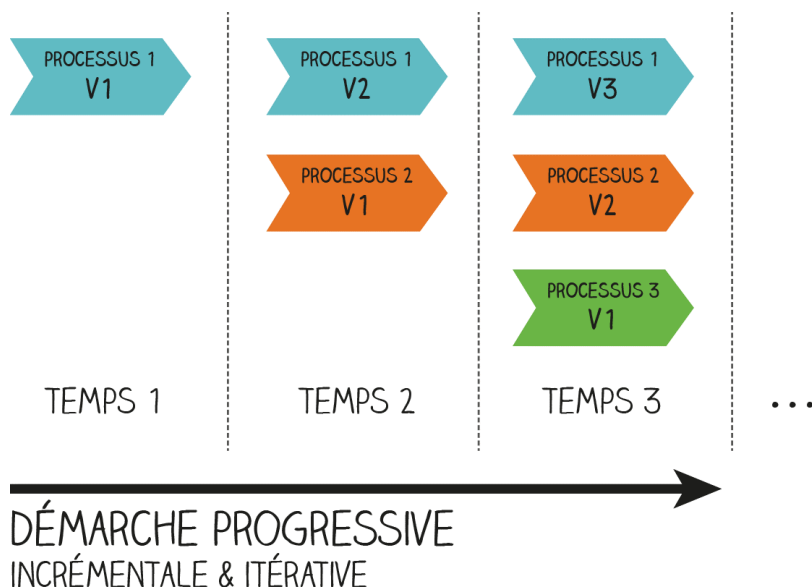 PROCESSUS 1
V1
PROCESSUS 1
V2
PROCESSUS 1
V3
PROCESSUS 2
V1
PROCESSUS 2
V2
PROCESSUS 3
V1
TEMPS 1
TEMPS 2
TEMPS 3
...
DÉMARCHE PROGRESSIVE
INCRÉMENTALE & ITÉRATIVE